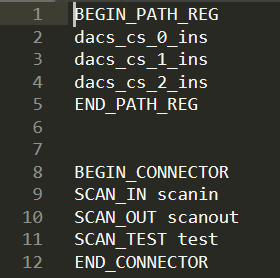 1 BEGIN_PATH_REG
2 dacs_cs_0_ins
3 dacs_cs_1_ins
4 dacs_cs_2_ins
5 END_PATH_REG
6
7
8 BEGIN_CONNECTOR
9 SCAN_IN scanin
10 SCAN_OUT scanout
11 SCAN_TEST test
12 END_CONNECTOR